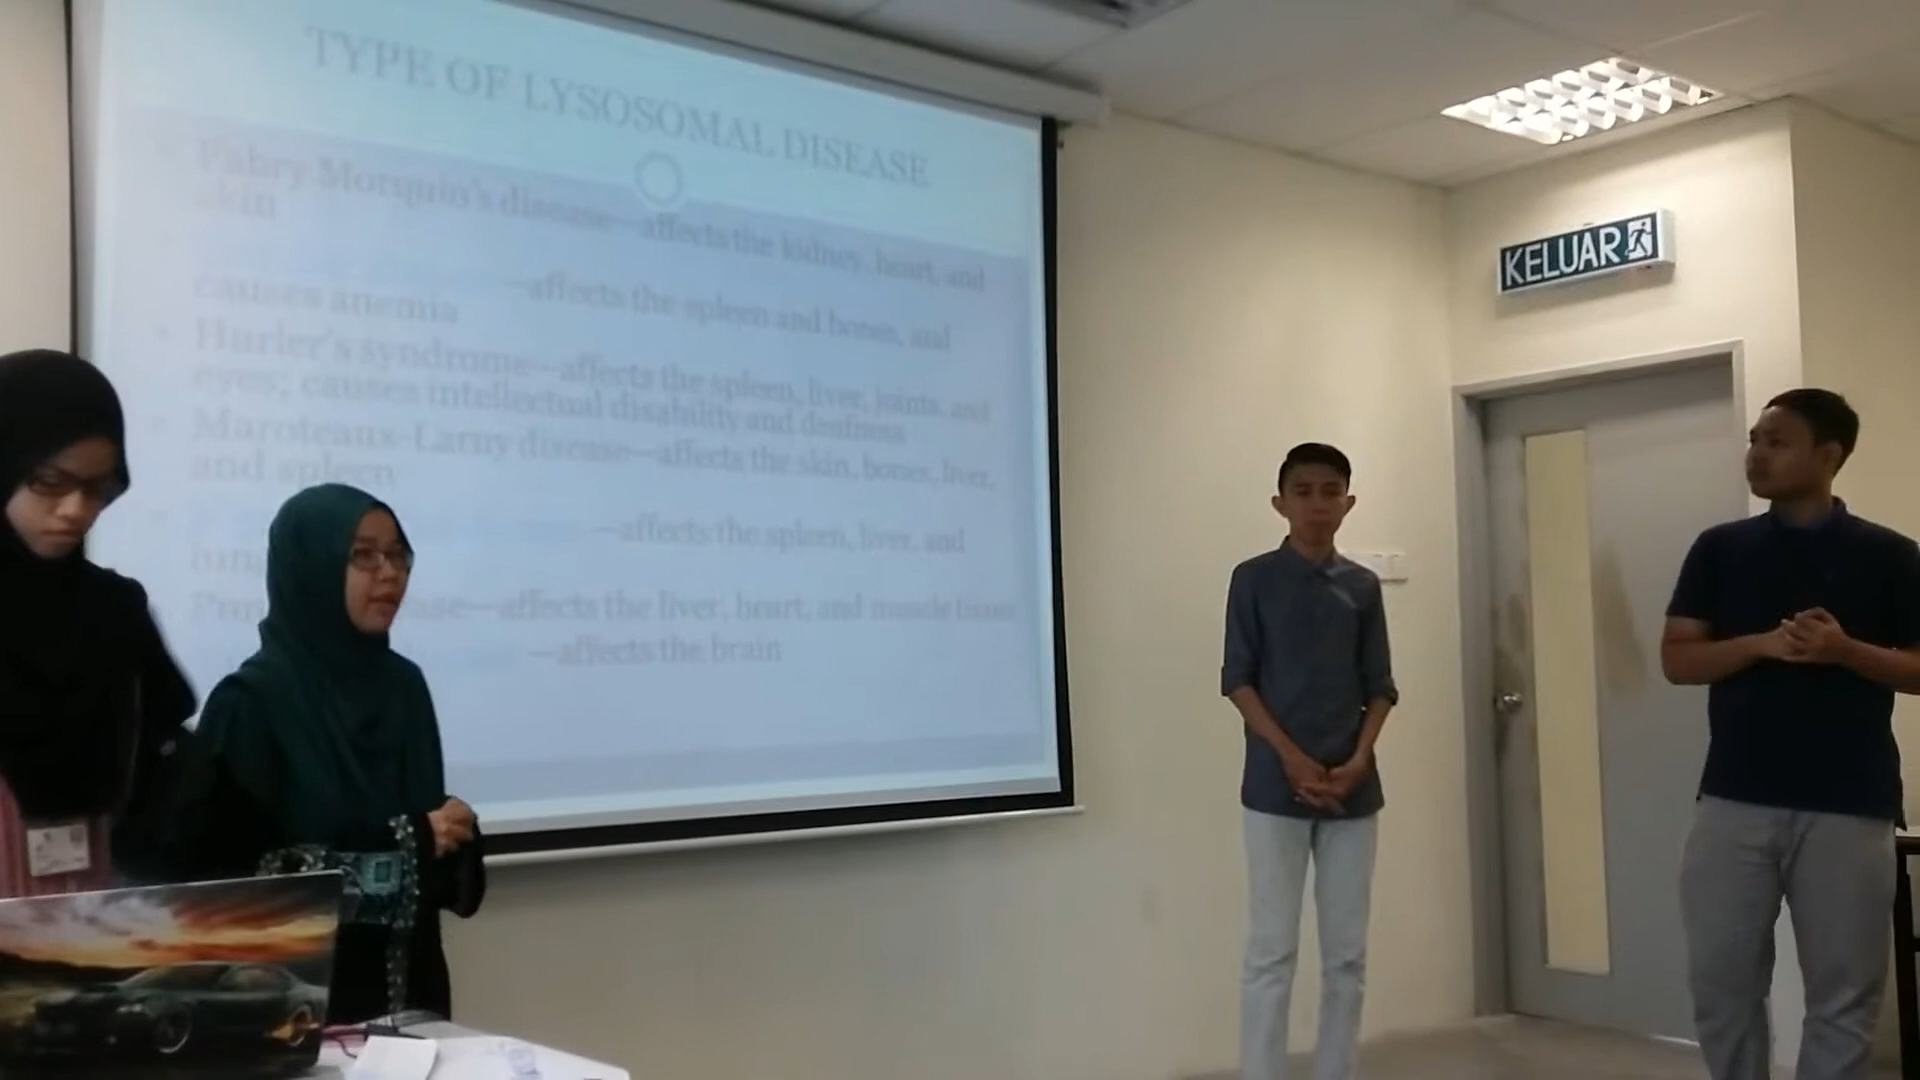 TYPE OF LYSOSOMAL DISEASE
Fabry Morquio's disease—affects the kidney, heart, and
skin
—affects the spleen and bones, and
causes anemia
Hurler's syndrome—affects the spleen, liver, joints, and
eyes; causes intellectual disability and deafness
Maroteaux-Lamy disease—affects the skin, bones, liver,
and spleen
—affects the spleen, liver, and
—affects the liver, heart, and muscle tissue
—affects the brain
KELUAR